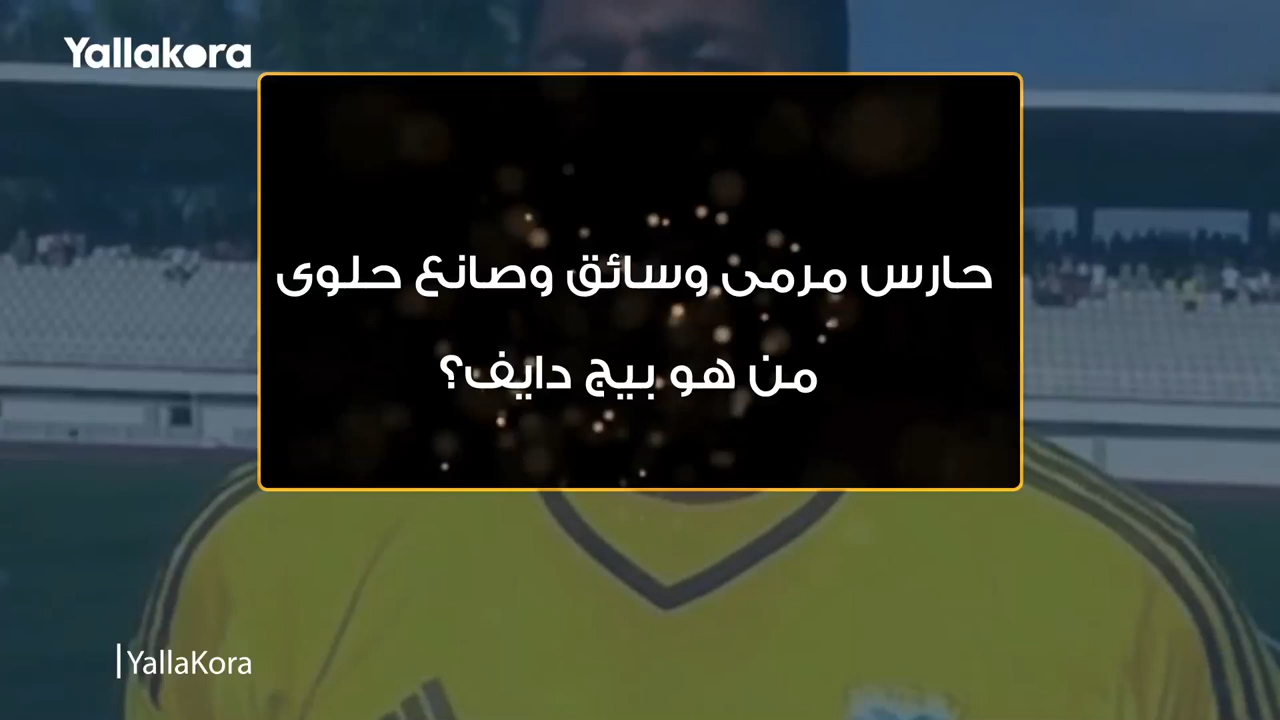 Yallakora
حارس مرمى وسائق وصانع حلوى
من هو بيج دايف؟
YallaKora